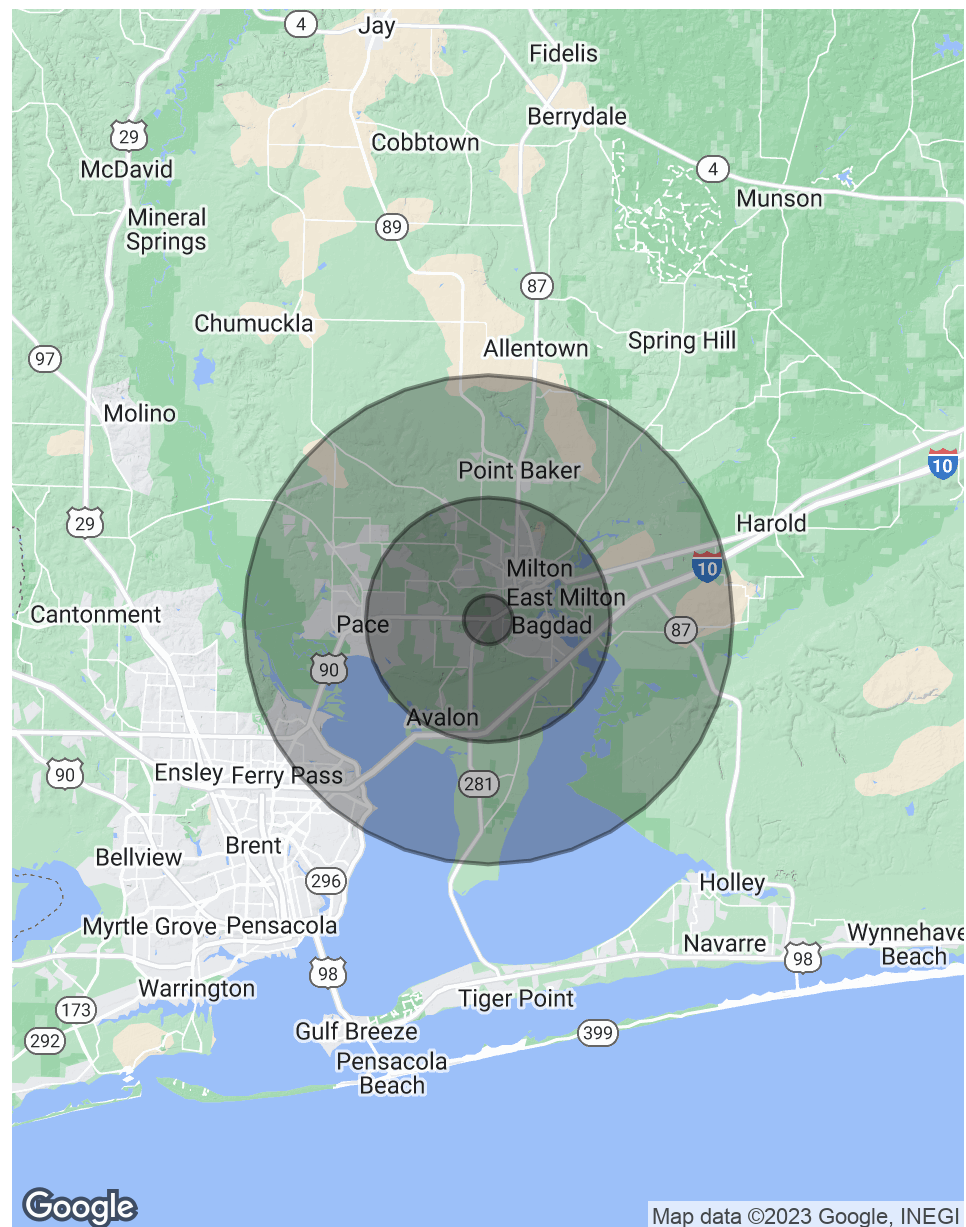 4
Jay
Fidelis
Berrydale
29
Cobbtown
McDavid
4
Munson
Mineral
Springs
89
87
Chumuckla
Spring Hill
Allentown
97
Molino
Point Baker
10
29
Harold
Milton
10
East Milton
Cantonment
Pace
Bagdad
87
90
Avalon
90
Ensley
Ferry Pass
281
Brent
Bellview
296
Holley
Myrtle Grove
Pensacola
Wynnehave
Beach
Navarre
98
98
Warrington
Tiger Point
173
Gulf Breeze
399
292
Pensacola
Beach
Google
Map data ©2023 Google, INEGI